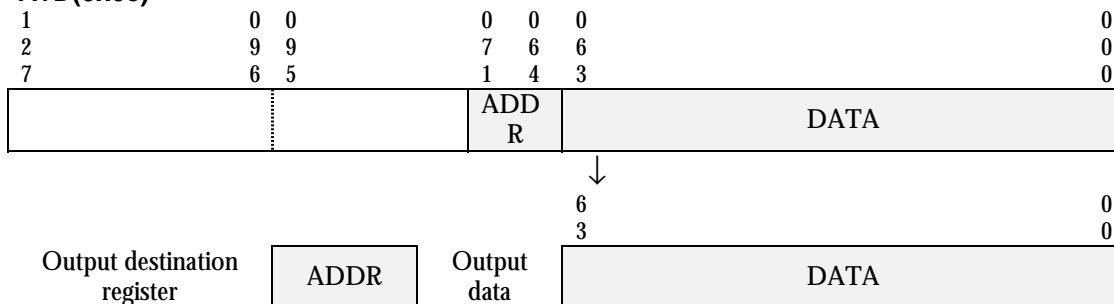 1 0 0 0 0 0 0
2 9 9 7 6 6 0
7 6 5 1 4 3 0
ADD
R
DATA
↓
6 0
3 0
Output destination
register
ADDR
Output
data
DATA